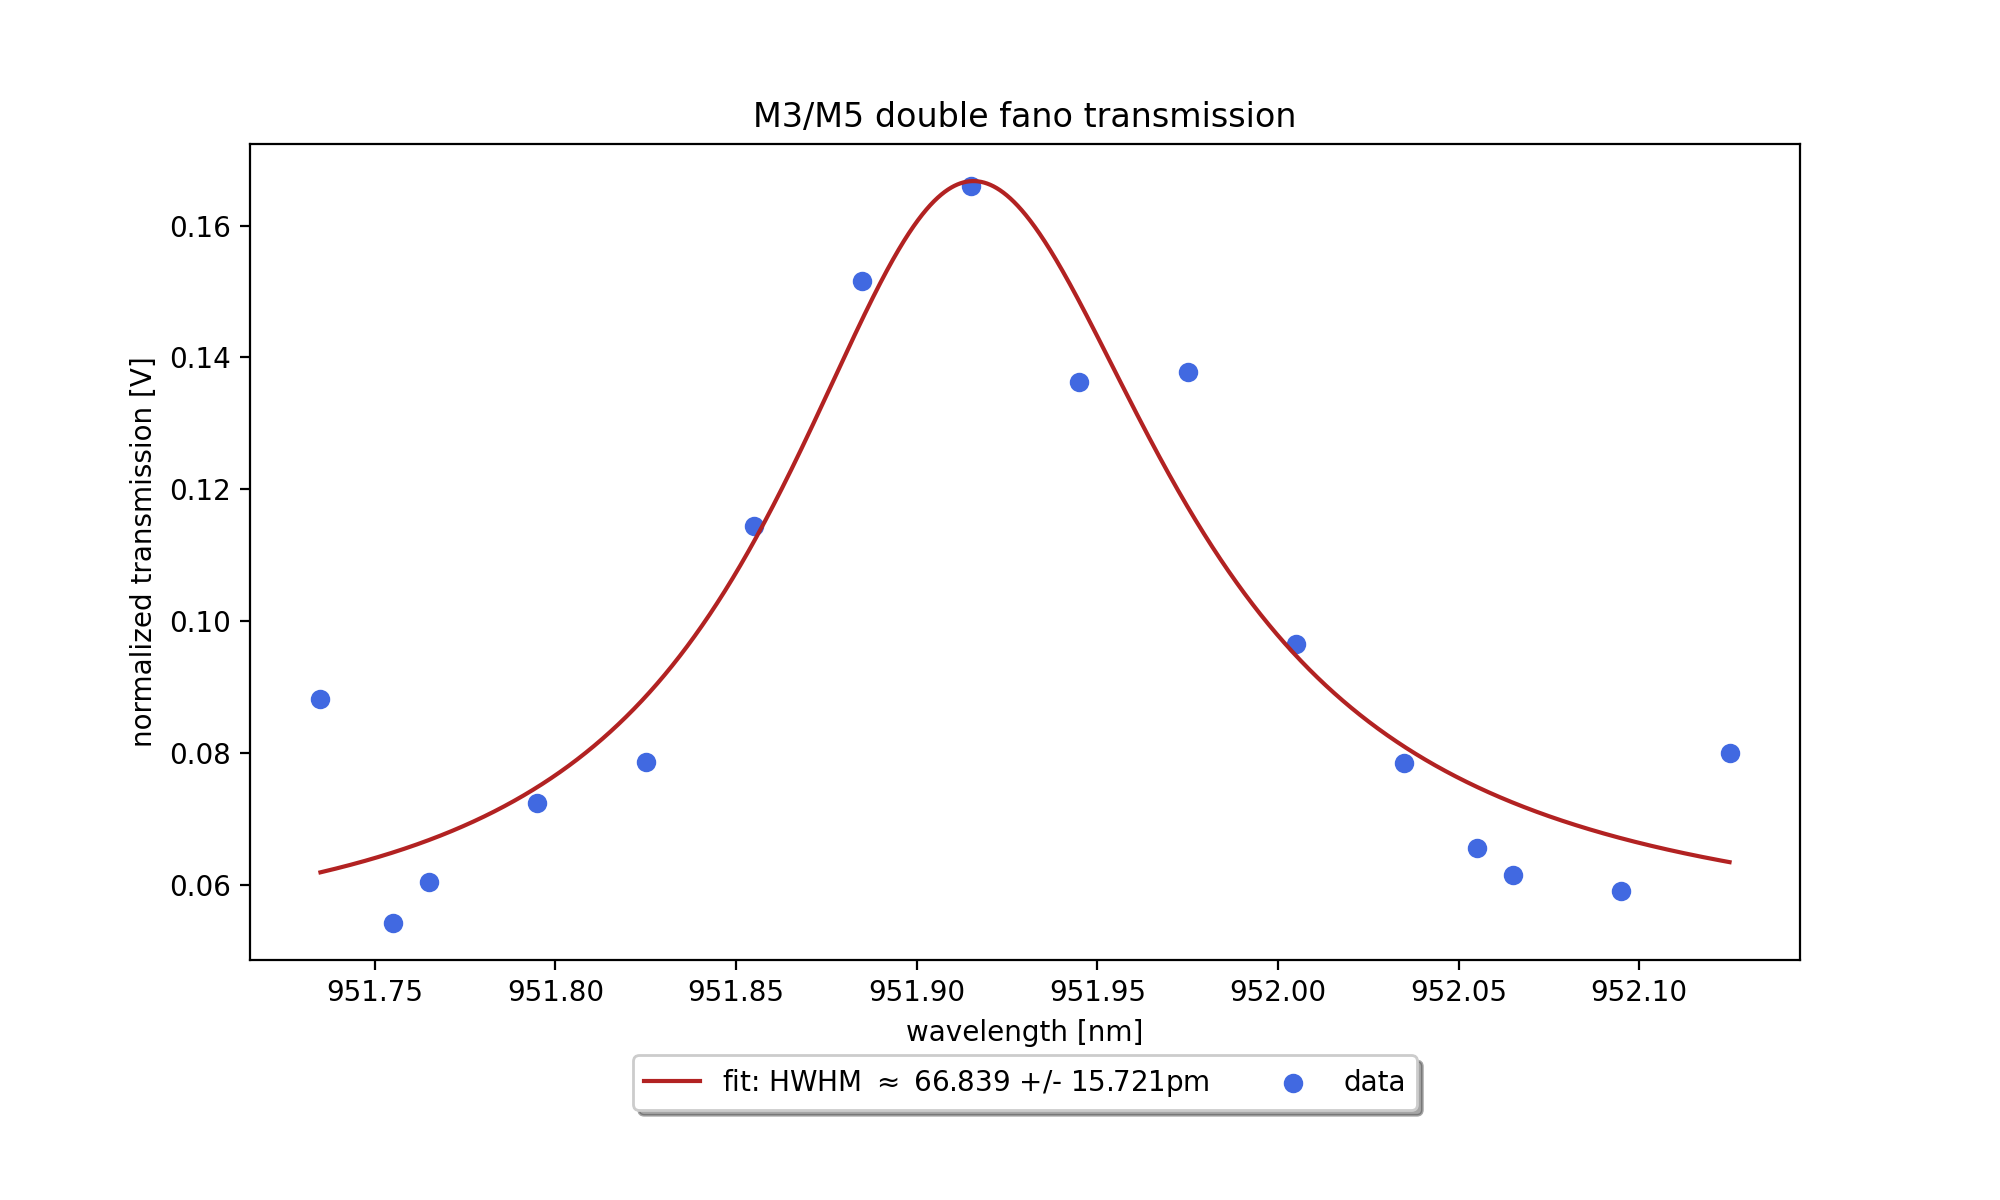 M3/M5 double fano transmission
normalized transmission [V]
0.16
0.14
0.12
0.10
0.08
0.06
951.75 951.80 951.85 951.90 951.95 952.00 952.05 952.10
wavelength [nm]
fit: HWHM ≈ 66.839 +/- 15.721pm data